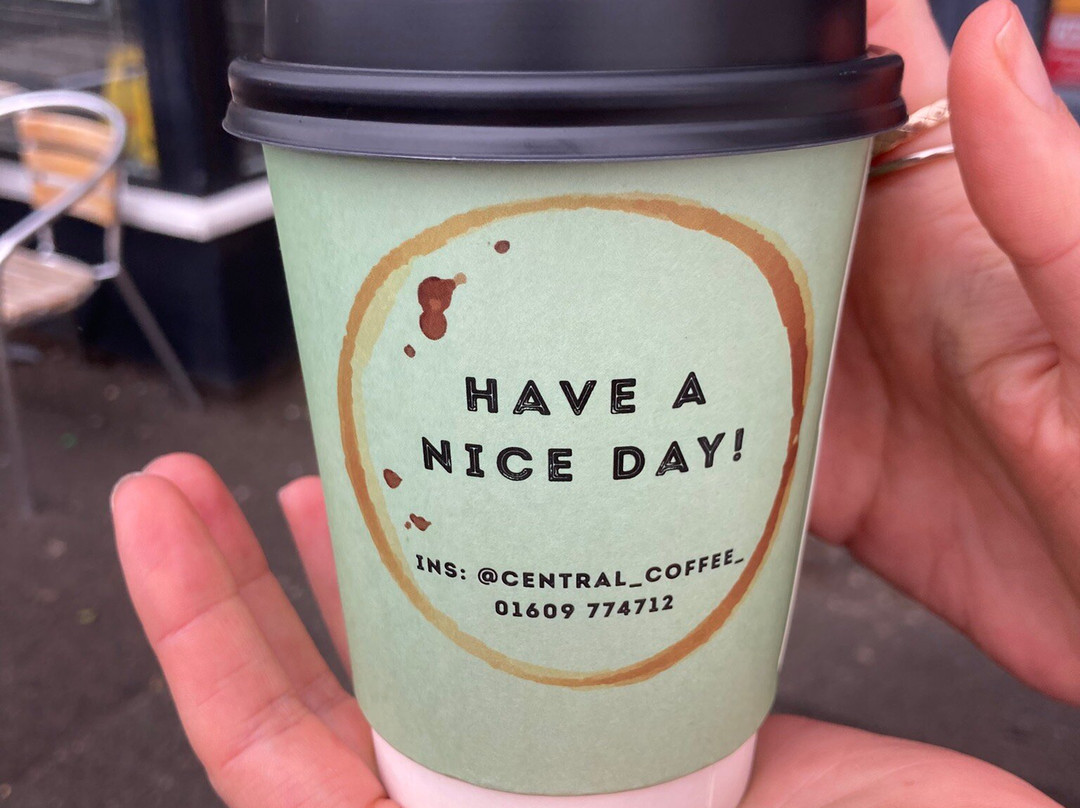 HAVE A
NICE DAY!
INS: @CENTRAL_COFFEE_
01609 774712